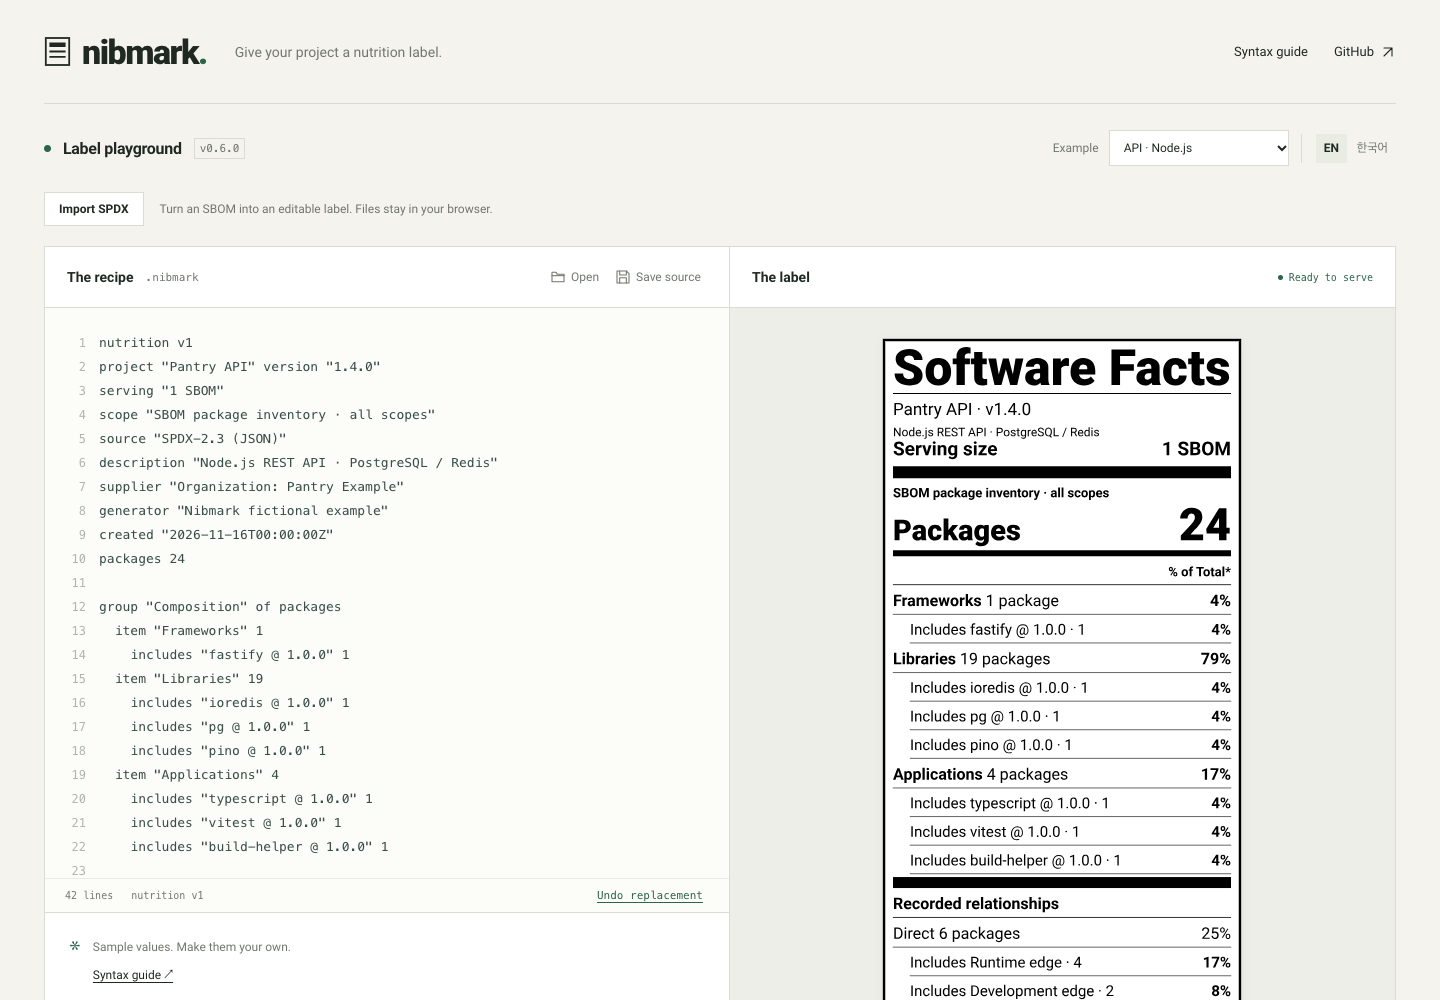 nibmark.
Give your project a nutrition label.
Syntax guide
GitHub
Label playground
v0.6.0
Example
API · Node.js
EN
한국어
Import SPDX
Turn an SBOM into an editable label. Files stay in your browser.
The recipe
.nibmark
Open
Save source
1 nutrition v1
2 project "Pantry API" version "1.4.0"
3 serving "1 SBOM"
4 scope "SBOM package inventory · all scopes"
5 source "SPDX-2.3 (JSON)"
6 description "Node.js REST API · PostgreSQL / Redis"
7 supplier "Organization: Pantry Example"
8 generator "Nibmark fictional example"
9 created "2026-11-16T00:00:00Z"
10 packages 24
11
12 group "Composition" of packages
13 item "Frameworks" 1
14 includes "fastify @ 1.0.0" 1
15 item "Libraries" 19
16 includes "ioredis @ 1.0.0" 1
17 includes "pg @ 1.0.0" 1
18 includes "pino @ 1.0.0" 1
19 item "Applications" 4
20 includes "typescript @ 1.0.0" 1
21 includes "vitest @ 1.0.0" 1
22 includes "build-helper @ 1.0.0" 1
23
42 lines
nutrition v1
Undo replacement
* Sample values. Make them your own.
Syntax guide ↗
The label
Ready to serve
Software Facts
Pantry API · v1.4.0
Node.js REST API · PostgreSQL / Redis
Serving size 1 SBOM
SBOM package inventory · all scopes
Packages 24
% of Total*
Frameworks 1 package 4%
Includes fastify @ 1.0.0 · 1 4%
Libraries 19 packages 79%
Includes ioredis @ 1.0.0 · 1 4%
Includes pg @ 1.0.0 · 1 4%
Includes pino @ 1.0.0 · 1 4%
Applications 4 packages 17%
Includes typescript @ 1.0.0 · 1 4%
Includes vitest @ 1.0.0 · 1 4%
Includes build-helper @ 1.0.0 · 1 4%
Recorded relationships
Direct 6 packages 25%
Includes Runtime edge · 4 17%
Includes Development edge · 2 8%